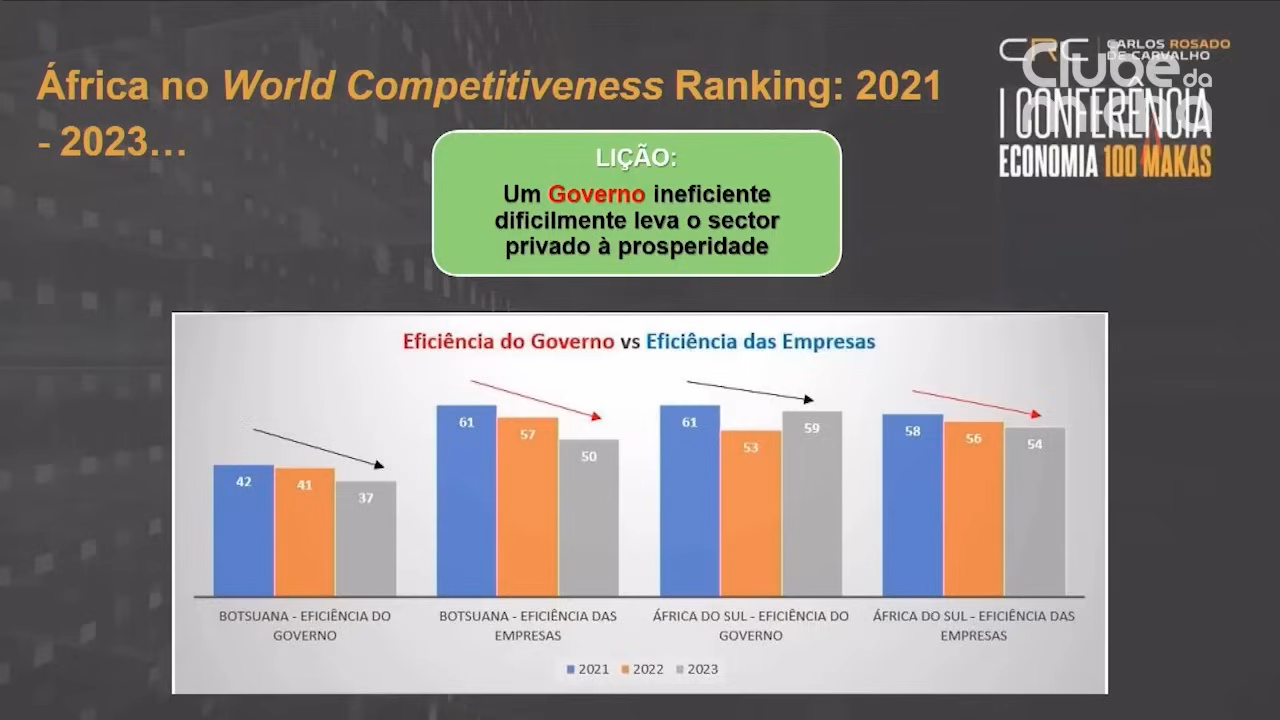 África no World Competitiveness Ranking: 2021
- 2023…
CRC
CARLOS ROSADO
DE CARVALHO
Clube da
I CONFERÊNCIA
ECONOMIA 100 MAKAS
LIÇÃO:
Um Governo ineficiente
dificilmente leva o sector
privado à prosperidade
Eficiência do Governo vs Eficiência das Empresas
42
41
37
61
57
50
61
53
59
58
56
54
BOTSUANA - EFICIÊNCIA DO
GOVERNO
BOTSUANA - EFICIÊNCIA DAS
EMPRESAS
ÁFRICA DO SUL - EFICIÊNCIA DO
GOVERNO
ÁFRICA DO SUL - EFICIÊNCIA DAS
EMPRESAS
2021 2022 2023